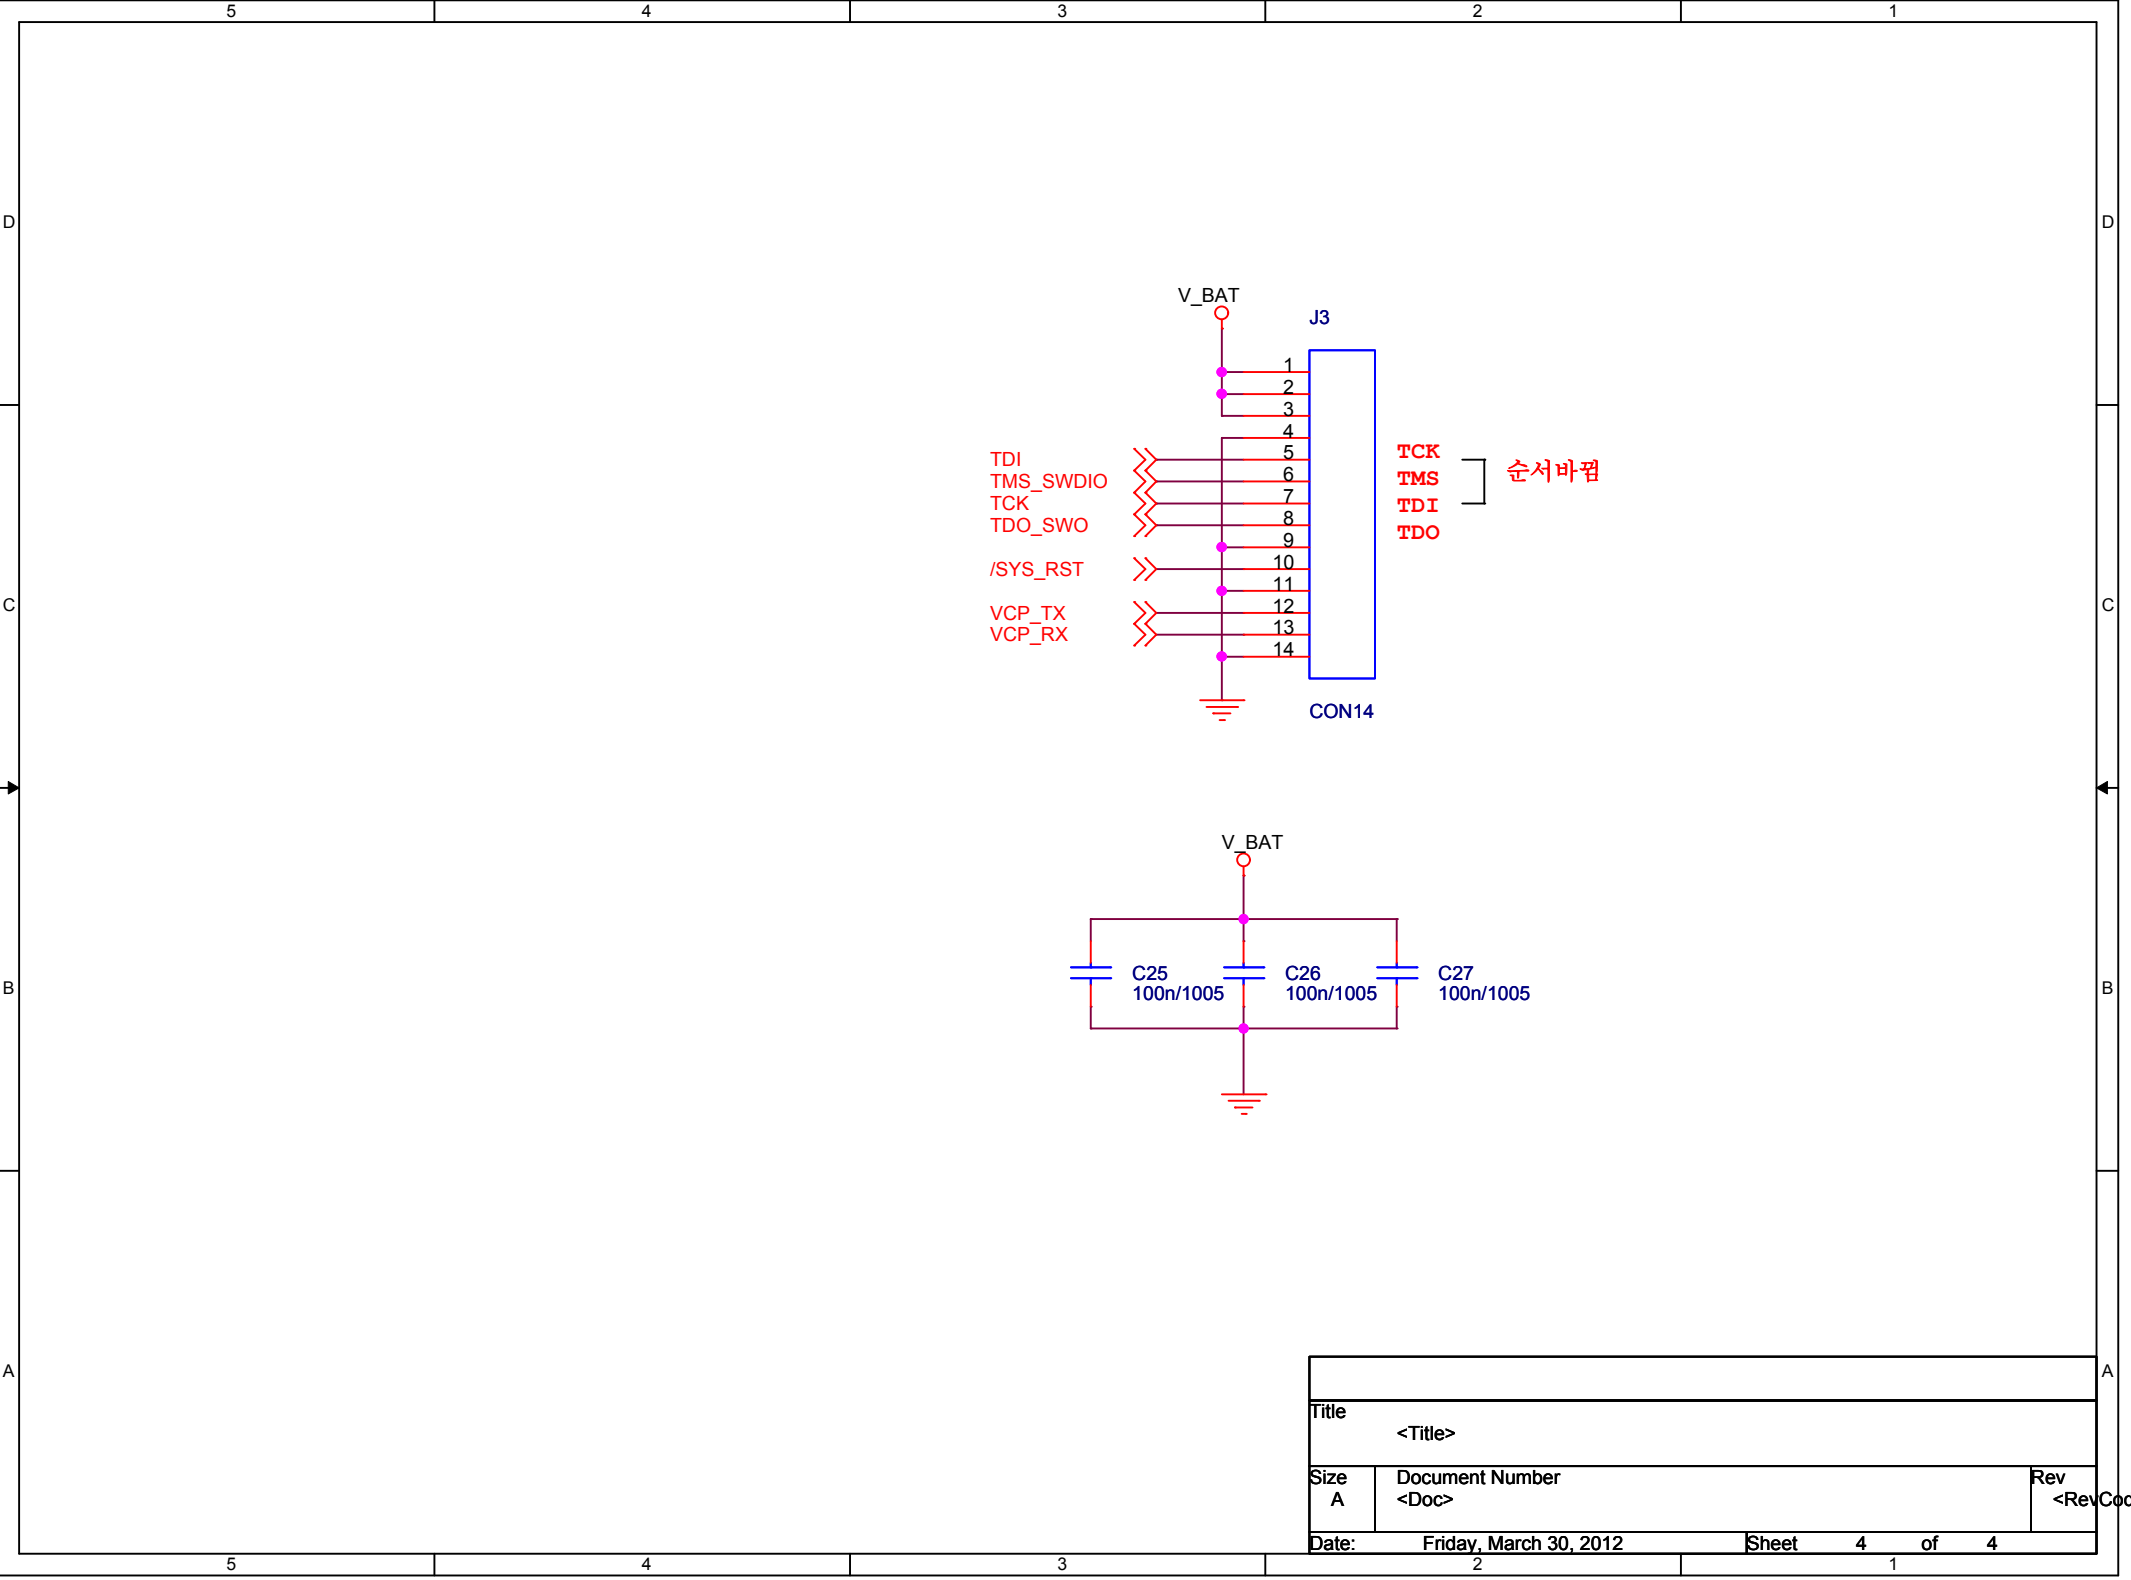 5 4 3 2 1
D D
V_BAT
J3
1
2
3
4
TDI 5 TCK
TMS_SWDIO 6 TMS 순서바뀜
TCK 7 TDI
TDO_SWO 8 TDO
9
/SYS_RST 10
11
VCP_TX 12
VCP_RX 13
14
C C
CON14
V_BAT
C25 C26 C27
100n/1005 100n/1005 100n/1005
B B
A A
Title
<Title>
Size Document Number Rev
A <Doc> <RevCod
Date: Friday, March 30, 2012 Sheet 4 of 4
5 4 3 2 1